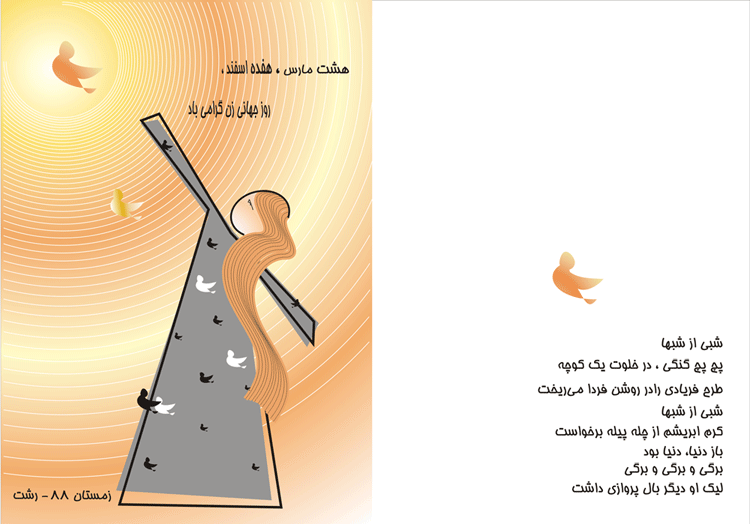 هشت مارس ، هفده اسفند ،
روز جهانی زن گرامی باد
زمستان ۸۸ - رشت
شبی از شبها
پچ پچ گنگی ، در خلوت یک کوچه
طرح فریادی رادر روشن فردا می‌ریخت
شبی از شبها
کرم ابریشم از چله پیله برخواست
باز دنیا، دنیا بود
برگی و برگی و برگی
لیک او دیگر بال پروازی داشت